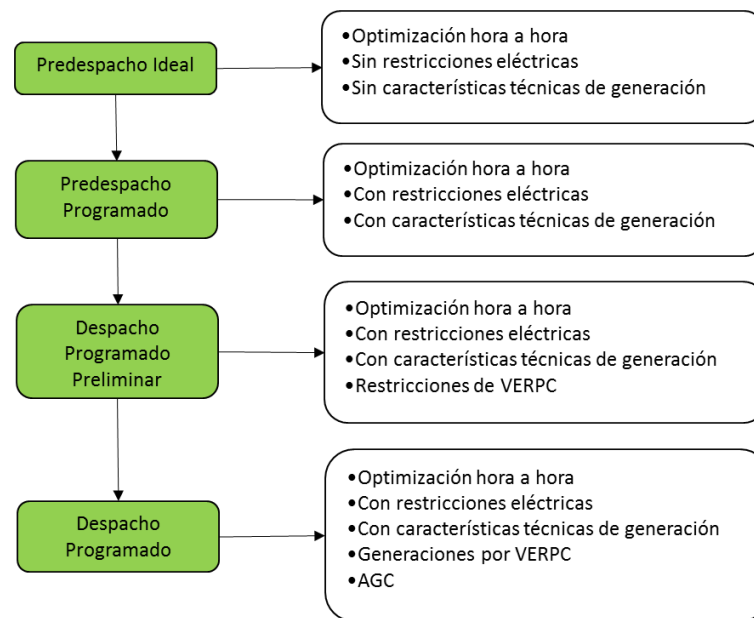 Predespacho Ideal
•Optimización hora a hora
•Sin restricciones eléctricas
•Sin características técnicas de generación
Predespacho
Programado
•Optimización hora a hora
•Con restricciones eléctricas
•Con características técnicas de generación
Despacho
Programado
Preliminar
•Optimización hora a hora
•Con restricciones eléctricas
•Con características técnicas de generación
•Restricciones de VERPC
Despacho
Programado
•Optimización hora a hora
•Con restricciones eléctricas
•Con características técnicas de generación
•Generaciones por VERPC
•AGC